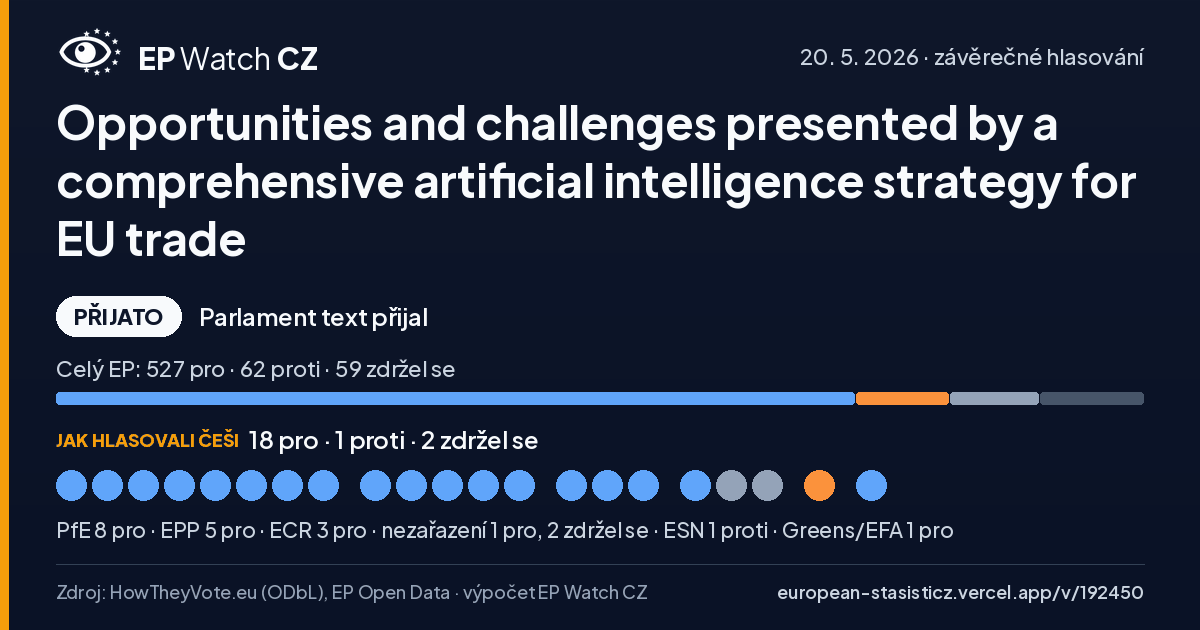 EP Watch CZ
20. 5. 2026 · závěrečné hlasování
Opportunities and challenges presented by a
comprehensive artificial intelligence strategy for
EU trade
PŘIJATO
Parlament text přijal
Celý EP: 527 pro · 62 proti · 59 zdržel se
JAK HLASOVALI ČEŠI 18 pro · 1 proti · 2 zdržel se
PfE 8 pro · EPP 5 pro · ECR 3 pro · nezařazení 1 pro, 2 zdržel se · ESN 1 proti · Greens/EFA 1 pro
Zdroj: HowTheyVote.eu (ODbL), EP Open Data · výpočet EP Watch CZ
european-stasisticz.vercel.app/v/192450